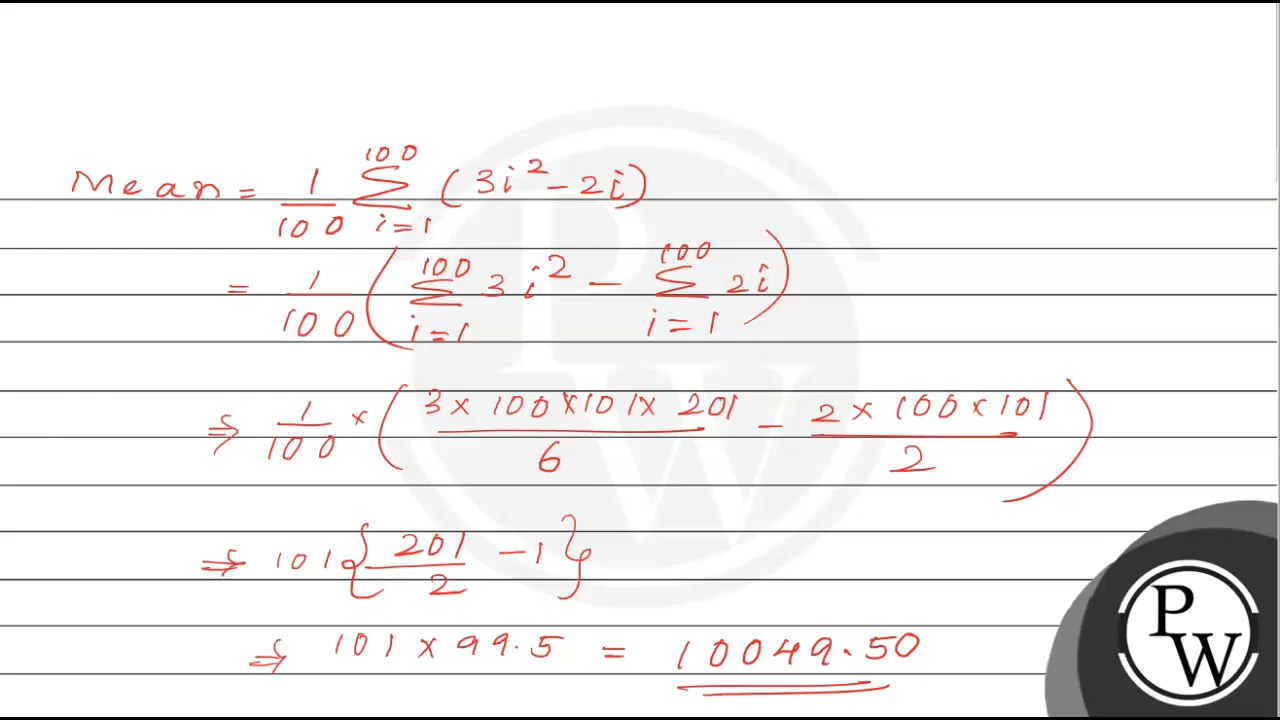 Mean = 1/100 Σ_{i=1}^{100} (3i² - 2i)
= 1/100 ( Σ_{i=1}^{100} 3i² - Σ_{i=1}^{100} 2i )
⇒ 1/100 × ( (3 × 100 × 101 × 201)/6 - (2 × 100 × 101)/2 )
⇒ 101 { 201/2 - 1 }
⇒ 101 × 99.5 = 10049.50
P
W
P
W